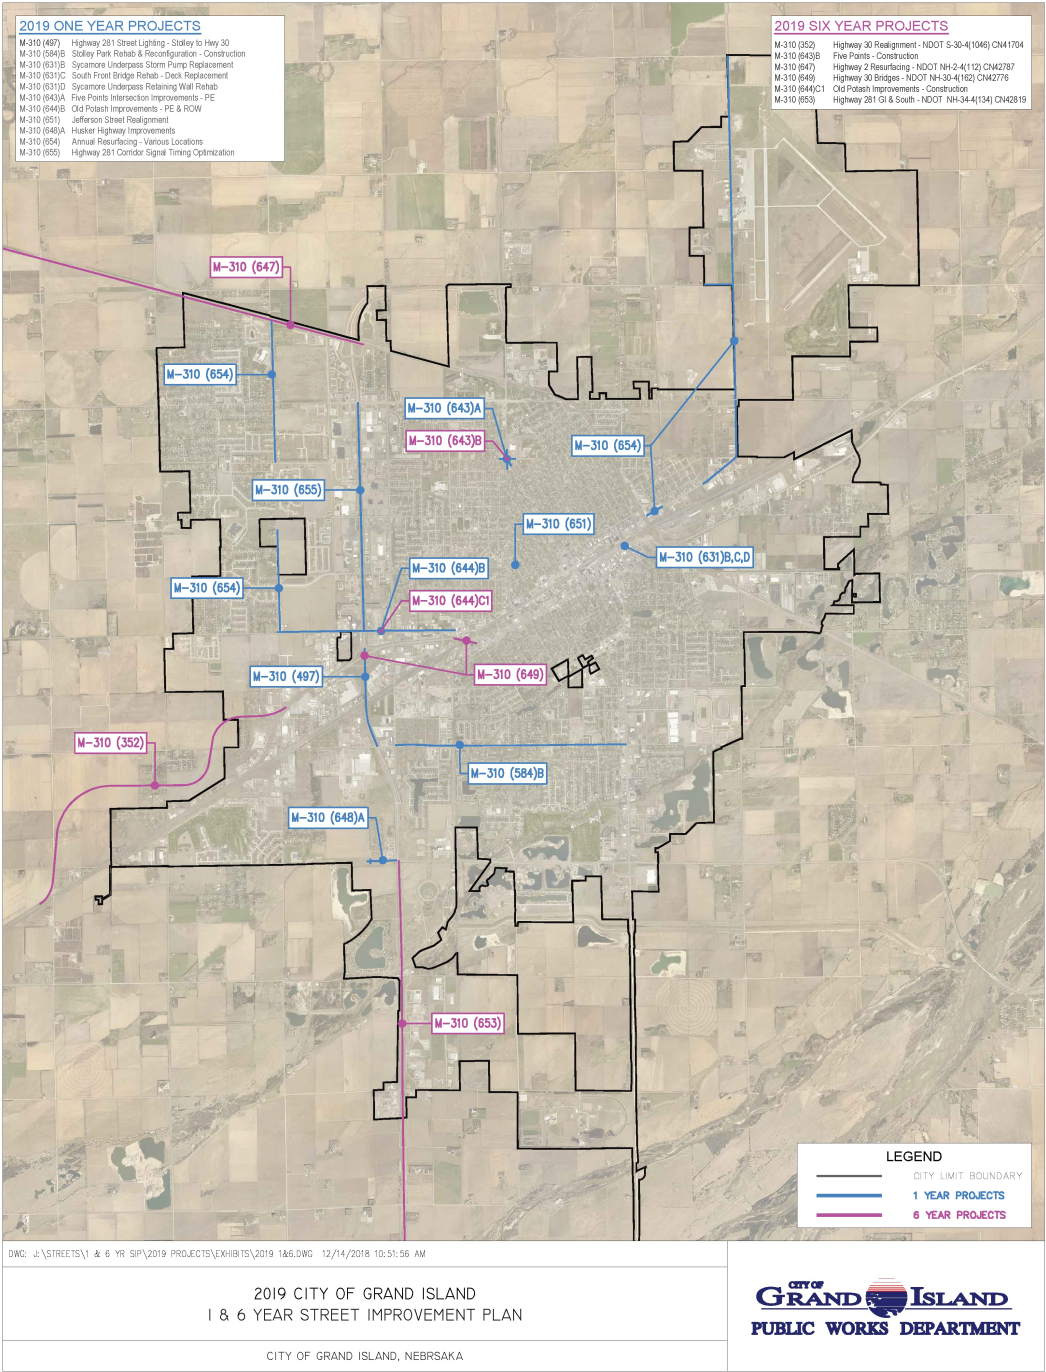 2019 ONE YEAR PROJECTS
M-310 (497) Highway 281 Street Lighting - Stolley to Hwy 30
M-310 (584)B Stolley Park Rehab & Reconfiguration - Construction
M-310 (631)B Sycamore Underpass Storm Pump Replacement
M-310 (631)C South Front Bridge Rehab - Deck Replacement
M-310 (631)D Sycamore Underpass Retaining Wall Rehab
M-310 (643)A Five Points Intersection Improvements - PE
M-310 (644)B Old Potash Improvements - PE & ROW
M-310 (651) Jefferson Street Realignment
M-310 (648)A Husker Highway Improvements
M-310 (654) Annual Resurfacing - Various Locations
M-310 (655) Highway 281 Corridor Signal Timing Optimization
2019 SIX YEAR PROJECTS
M-310 (352) Highway 30 Realignment - NDOT S-30-4(1046) CN41704
M-310 (643)B Five Points - Construction
M-310 (647) Highway 2 Resurfacing - NDOT NH-2-4(112) CN42787
M-310 (649) Highway 30 Bridges - NDOT NH-30-4(162) CN42776
M-310 (644)C1 Old Potash Improvements - Construction
M-310 (653) Highway 281 GI & South - NDOT NH-34-4(134) CN42819
M-310 (647)
M-310 (654)
M-310 (643)A
M-310 (643)B
M-310 (654)
M-310 (655)
M-310 (651)
M-310 (631)B,C,D
M-310 (644)B
M-310 (654)
M-310 (644)C1
M-310 (497)
M-310 (649)
M-310 (352)
M-310 (584)B
M-310 (648)A
M-310 (653)
LEGEND
CITY LIMIT BOUNDARY
1 YEAR PROJECTS
6 YEAR PROJECTS
DWG: J:\STREETS\1 & 6 YR SIP\2019 PROJECTS\EXHIBITS\2019 1&6.DWG 12/14/2018 10:51:56 AM
2019 CITY OF GRAND ISLAND
1 & 6 YEAR STREET IMPROVEMENT PLAN
CITY OF GRAND ISLAND, NEBRSAKA
CITY OF
GRAND ISLAND
PUBLIC WORKS DEPARTMENT